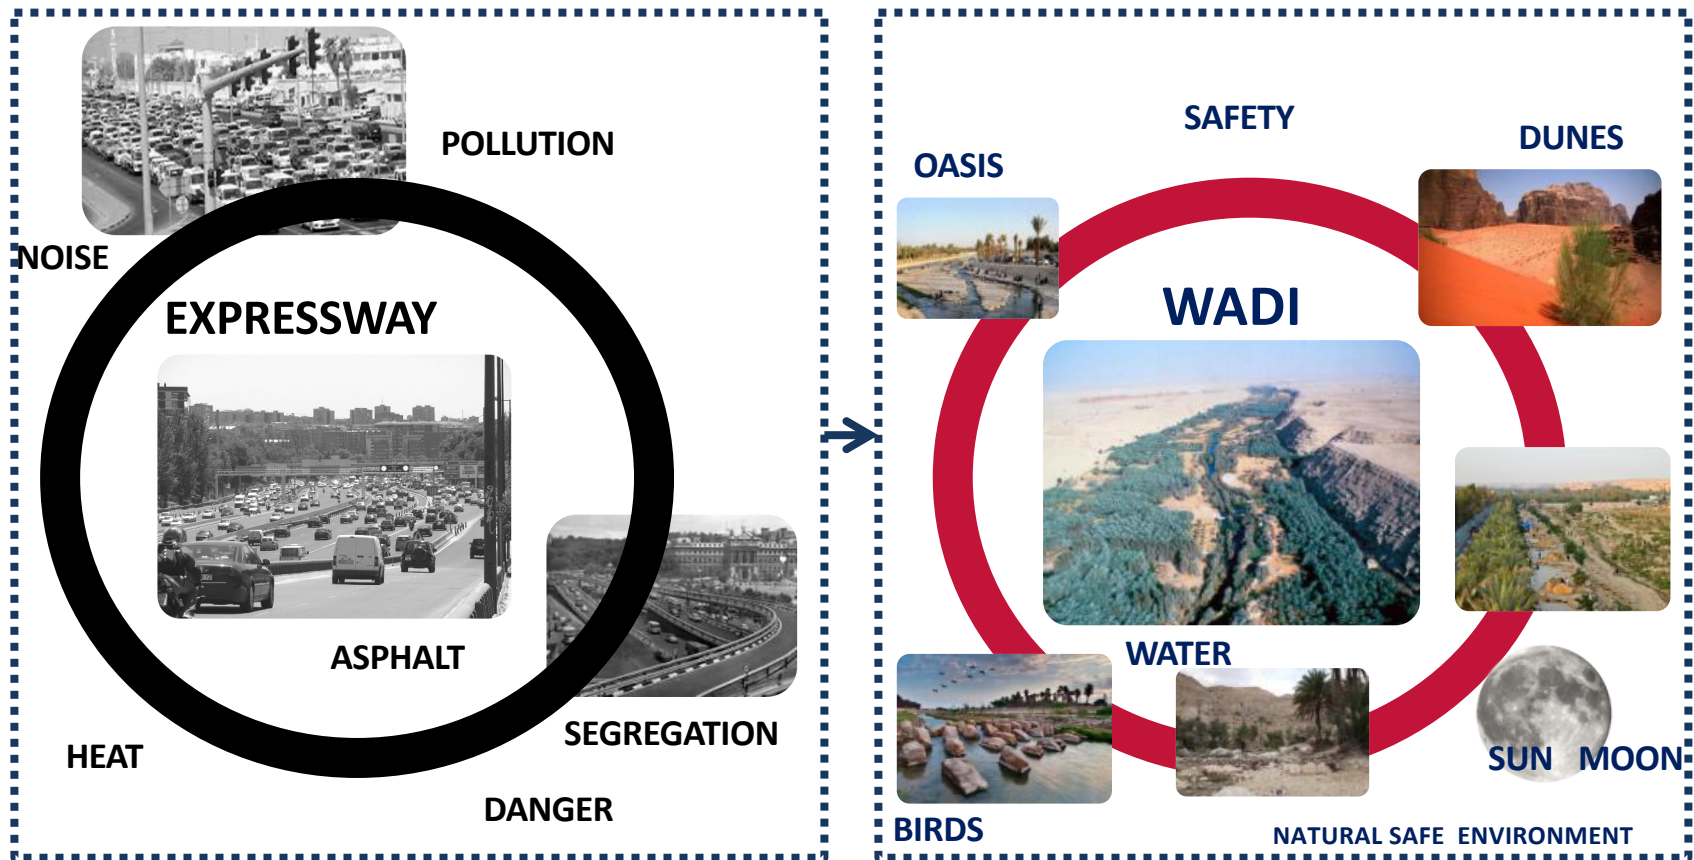 POLLUTION
NOISE
EXPRESSWAY
ASPHALT
SEGREGATION
HEAT
DANGER
SAFETY
DUNES
OASIS
WADI
WATER
SUN MOON
BIRDS
NATURAL SAFE ENVIRONMENT